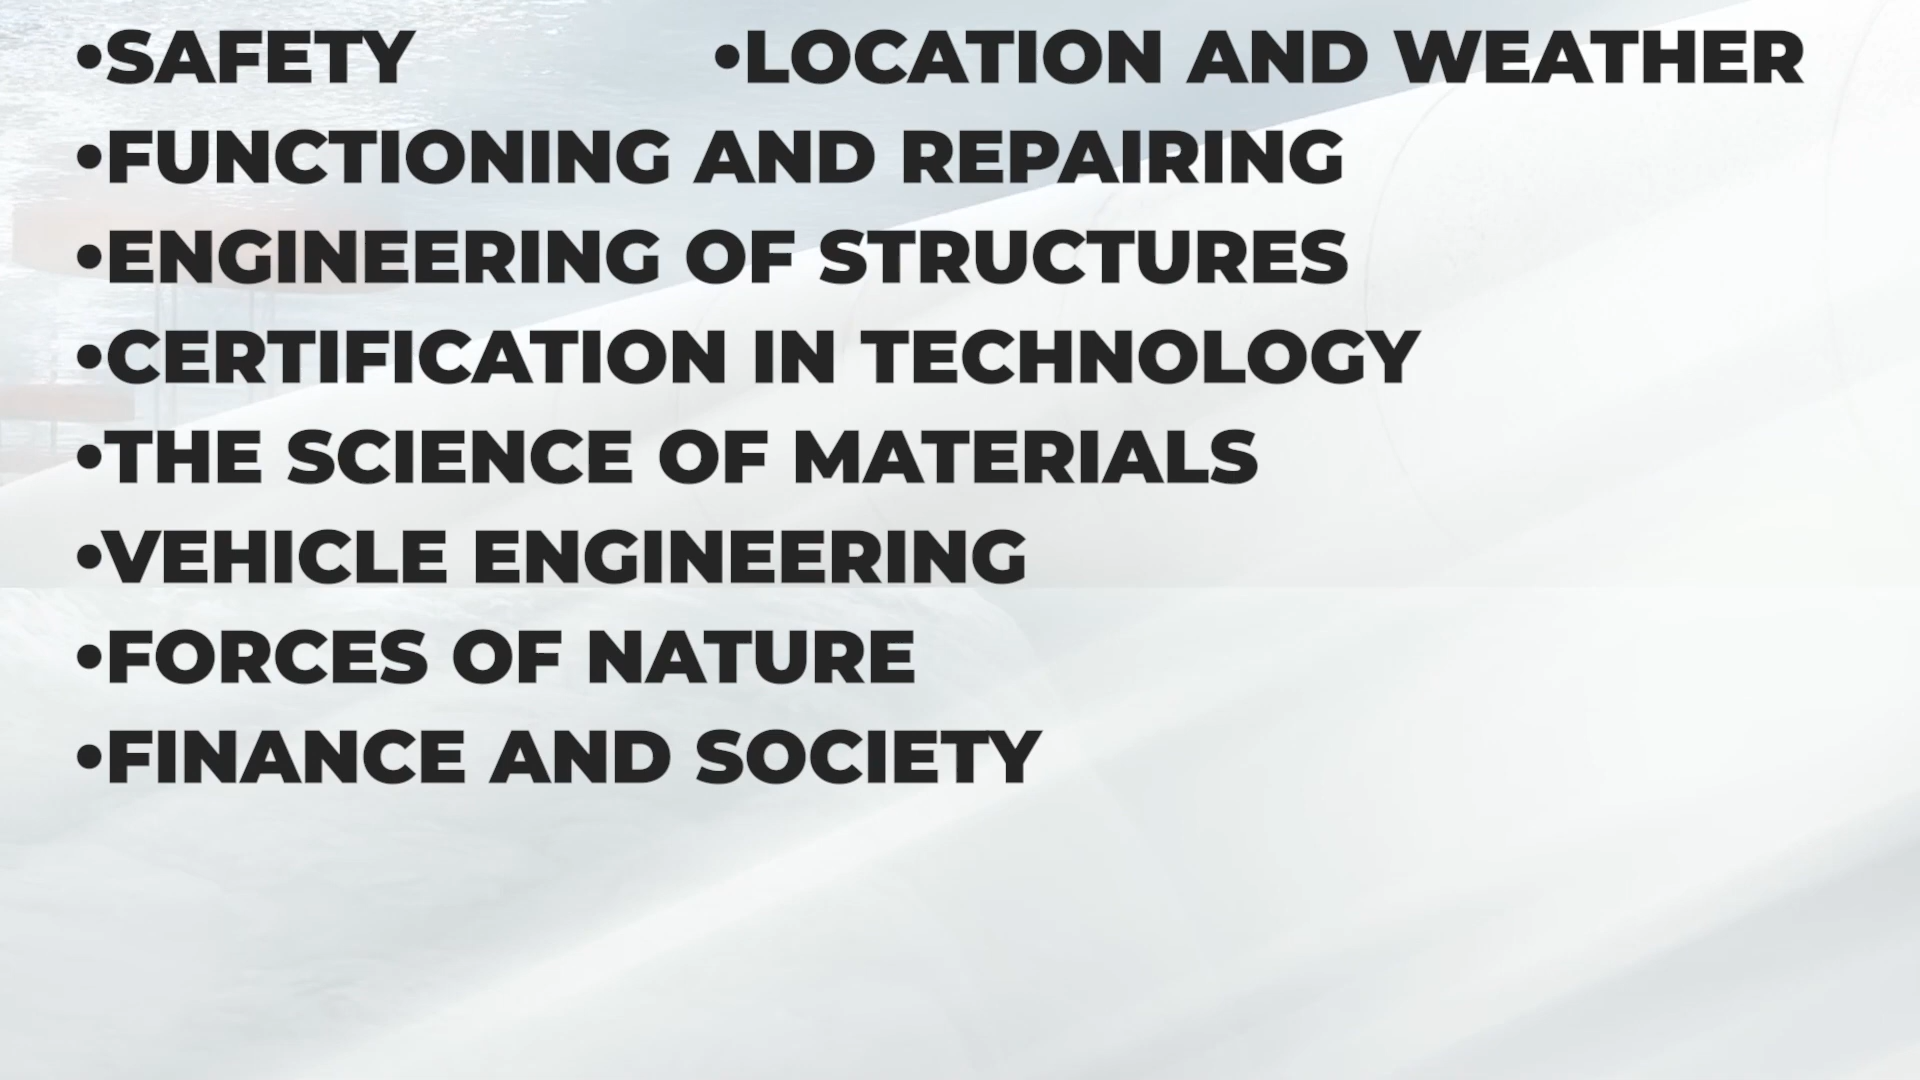 •SAFETY •LOCATION AND WEATHER
•FUNCTIONING AND REPAIRING
•ENGINEERING OF STRUCTURES
•CERTIFICATION IN TECHNOLOGY
•THE SCIENCE OF MATERIALS
•VEHICLE ENGINEERING
•FORCES OF NATURE
•FINANCE AND SOCIETY